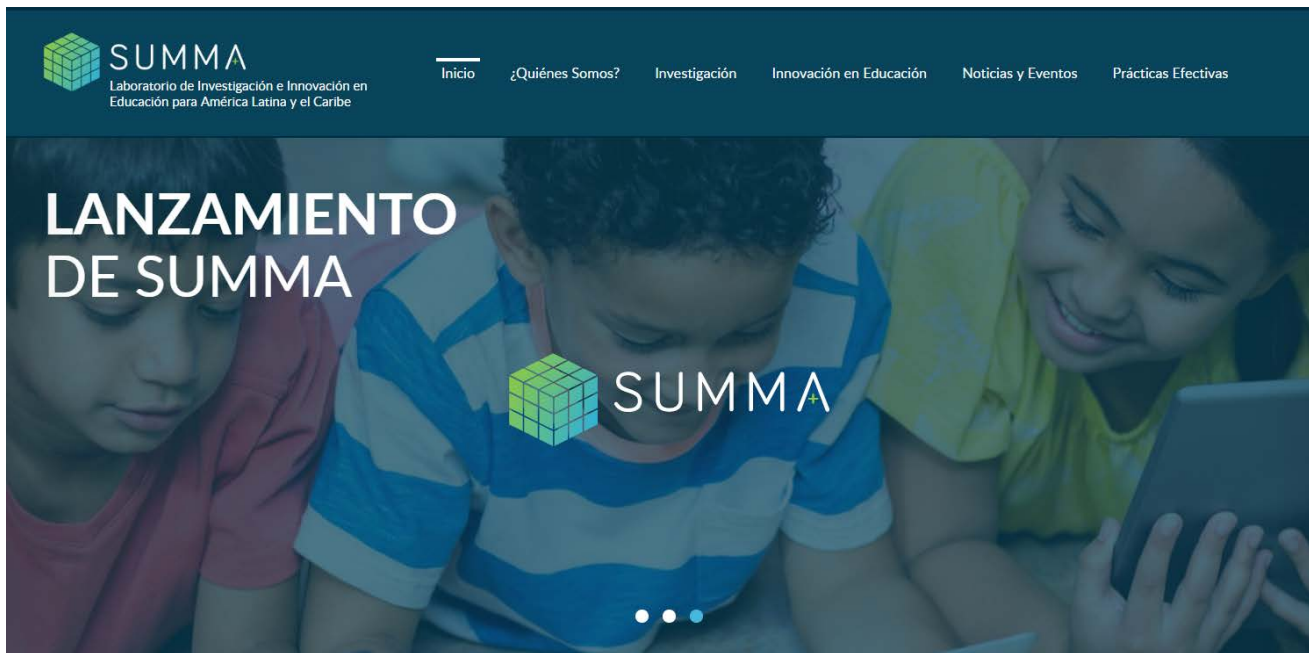 SUMMA
Laboratorio de Investigación e Innovación en
Educación para América Latina y el Caribe
Inicio ¿Quiénes Somos? Investigación Innovación en Educación Noticias y Eventos Prácticas Efectivas
LANZAMIENTO
DE SUMMA
SUMMA